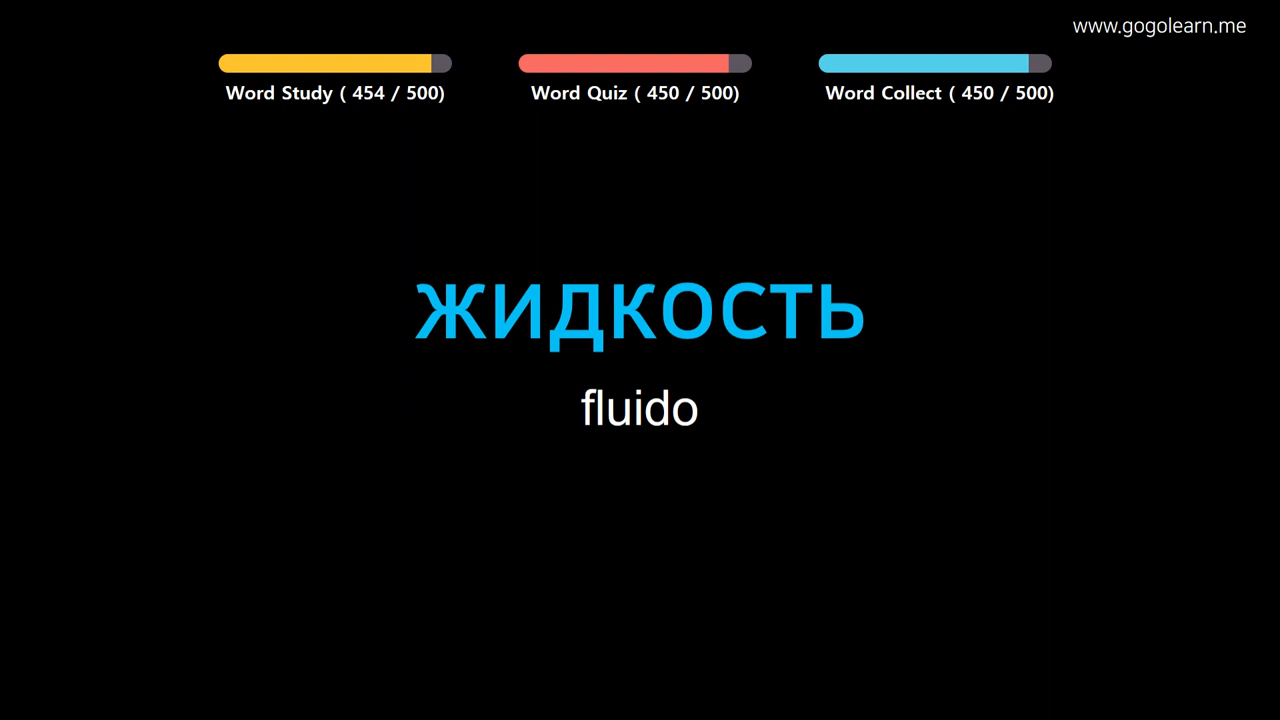 www.gogolearn.me
Word Study ( 454 / 500)
Word Quiz ( 450 / 500)
Word Collect ( 450 / 500)
жидкость
fluido